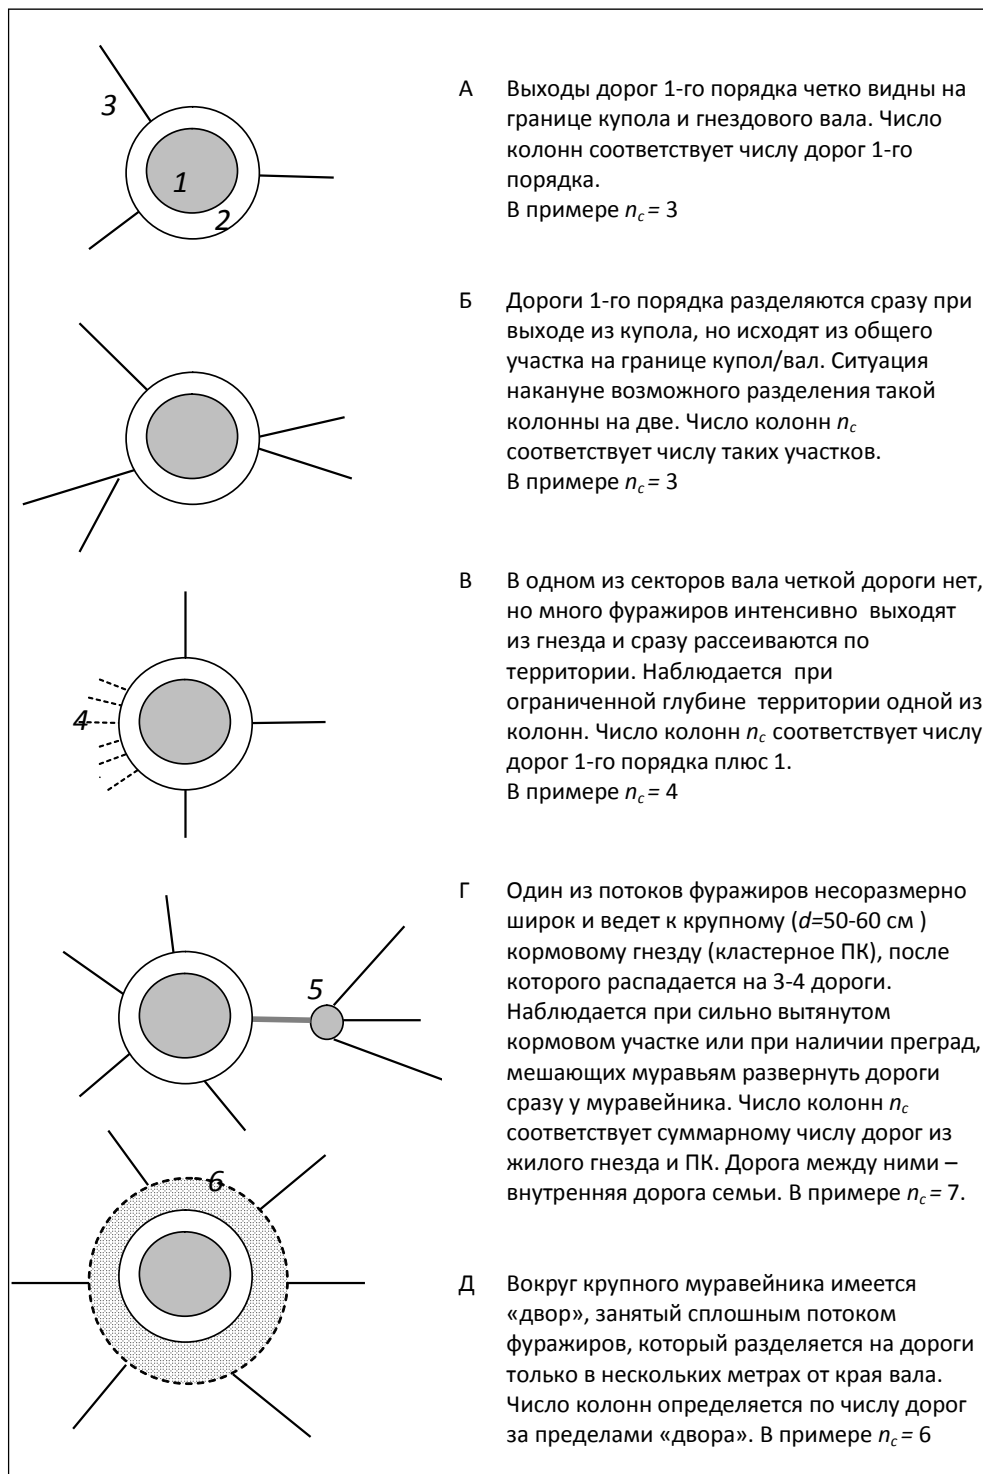 3
1
2
А Выходы дорог 1-го порядка четко видны на
границе купола и гнездового вала. Число
колонн соответствует числу дорог 1-го
порядка.
В примере nc = 3
Б Дороги 1-го порядка разделяются сразу при
выходе из купола, но исходят из общего
участка на границе купол/вал. Ситуация
накануне возможного разделения такой
колонны на две. Число колонн nc
соответствует числу таких участков.
В примере nc = 3
4
В В одном из секторов вала четкой дороги нет,
но много фуражиров интенсивно выходят
из гнезда и сразу рассеиваются по
территории. Наблюдается при
ограниченной глубине территории одной из
колонн. Число колонн nc соответствует числу
дорог 1-го порядка плюс 1.
В примере nc = 4
5
Г Один из потоков фуражиров несоразмерно
широк и ведет к крупному (d=50-60 см )
кормовому гнезду (кластерное ПК), после
которого распадается на 3-4 дороги.
Наблюдается при сильно вытянутом
кормовом участке или при наличии преград,
мешающих муравьям развернуть дороги
сразу у муравейника. Число колонн nc
соответствует суммарному числу дорог из
жилого гнезда и ПК. Дорога между ними –
внутренняя дорога семьи. В примере nc = 7.
6
Д Вокруг крупного муравейника имеется
«двор», занятый сплошным потоком
фуражиров, который разделяется на дороги
только в нескольких метрах от края вала.
Число колонн определяется по числу дорог
за пределами «двора». В примере nc = 6